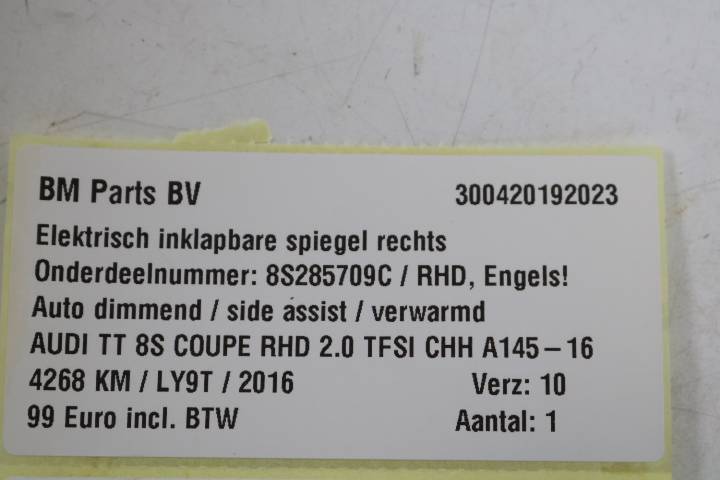 BM Parts BV 300420192023
Elektrisch inklapbare spiegel rechts
Onderdeelnummer: 8S285709C / RHD, Engels!
Auto dimmend / side assist / verwarmd
AUDI TT 8S COUPE RHD 2.0 TFSI CHH A145-16
4268 KM / LY9T / 2016 Verz: 10
99 Euro incl. BTW Aantal: 1